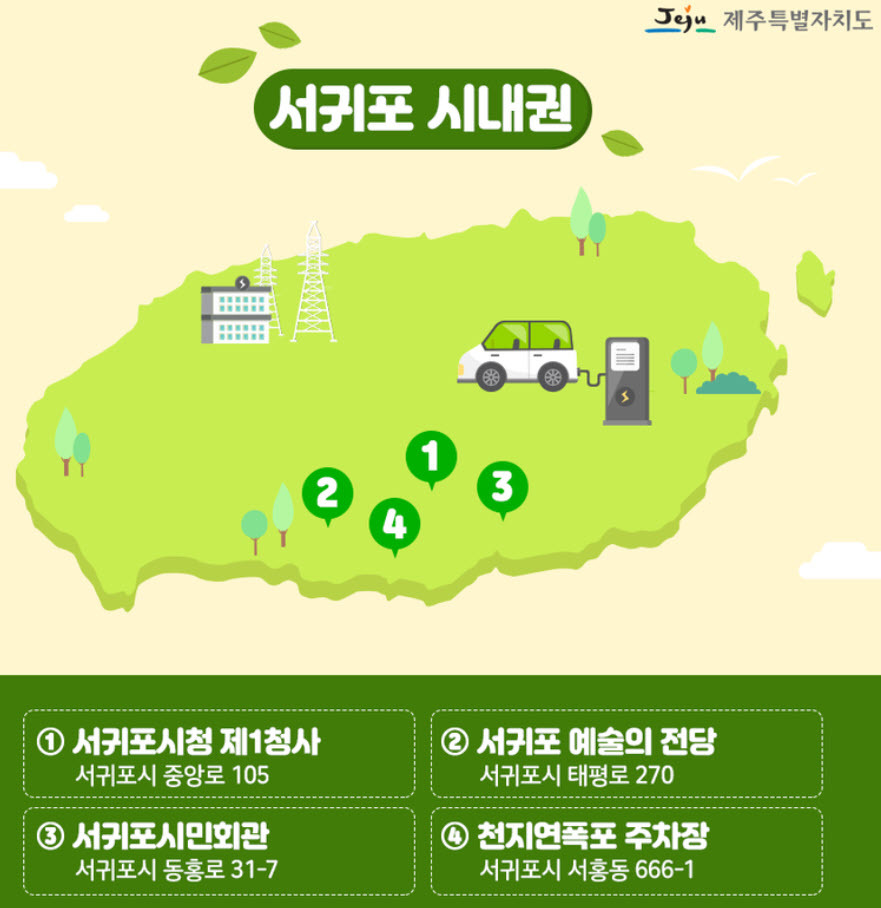 Jeju 제주특별자치도
서귀포 시내권
1
2
3
4
① 서귀포시청 제1청사
서귀포시 중앙로 105
② 서귀포 예술의 전당
서귀포시 태평로 270
③ 서귀포시민회관
서귀포시 동홍로 31-7
④ 천지연폭포 주차장
서귀포시 서홍동 666-1